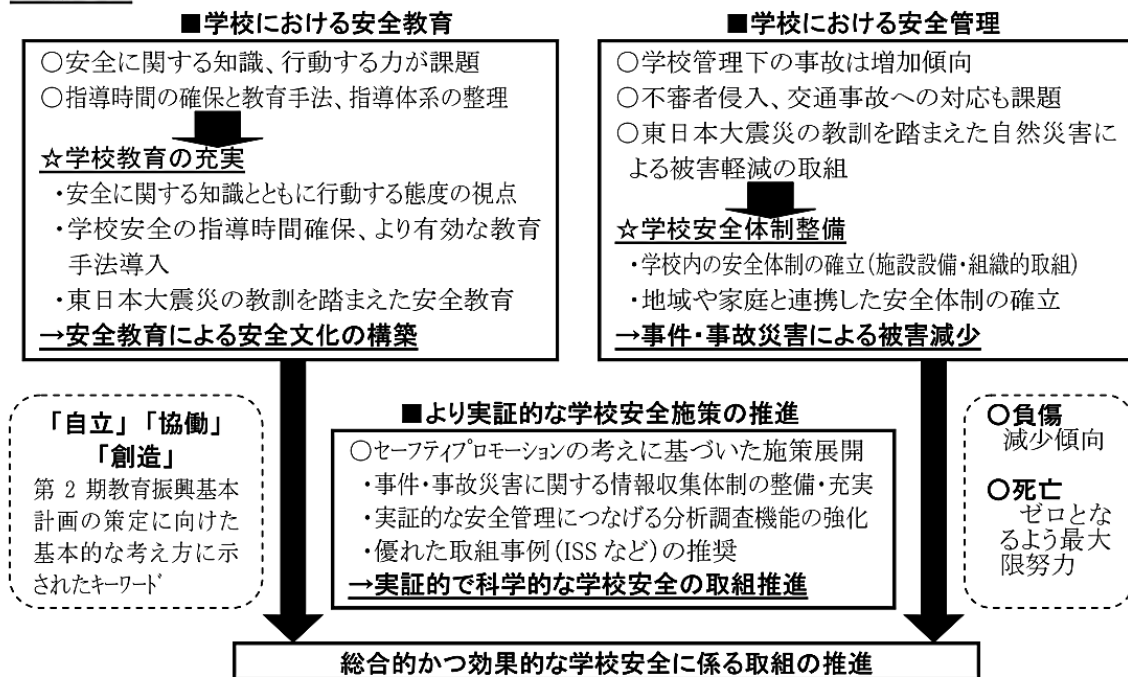 ■学校における安全教育
○安全に関する知識、行動する力が課題
○指導時間の確保と教育手法、指導体系の整理
☆学校教育の充実
・安全に関する知識とともに行動する態度の視点
・学校安全の指導時間確保、より有効な教育
手法導入
・東日本大震災の教訓を踏まえた安全教育
→安全教育による安全文化の構築
■学校における安全管理
○学校管理下の事故は増加傾向
○不審者侵入、交通事故への対応も課題
○東日本大震災の教訓を踏まえた自然災害に
よる被害軽減の取組
☆学校安全体制整備
・学校内の安全体制の確立(施設設備・組織的取組)
・地域や家庭と連携した安全体制の確立
→事件・事故災害による被害減少
「自立」「協働」
「創造」
第 2 期教育振興基本
計画の策定に向けた
基本的な考え方に示
されたキーワード
■より実証的な学校安全施策の推進
○セーフティプロモーションの考えに基づいた施策展開
・事件・事故災害に関する情報収集体制の整備・充実
・実証的な安全管理につなげる分析調査機能の強化
・優れた取組事例(ISS など)の推奨
→実証的で科学的な学校安全の取組推進
○負傷
減少傾向
○死亡
ゼロとな
るよう最大
限努力
総合的かつ効果的な学校安全に係る取組の推進